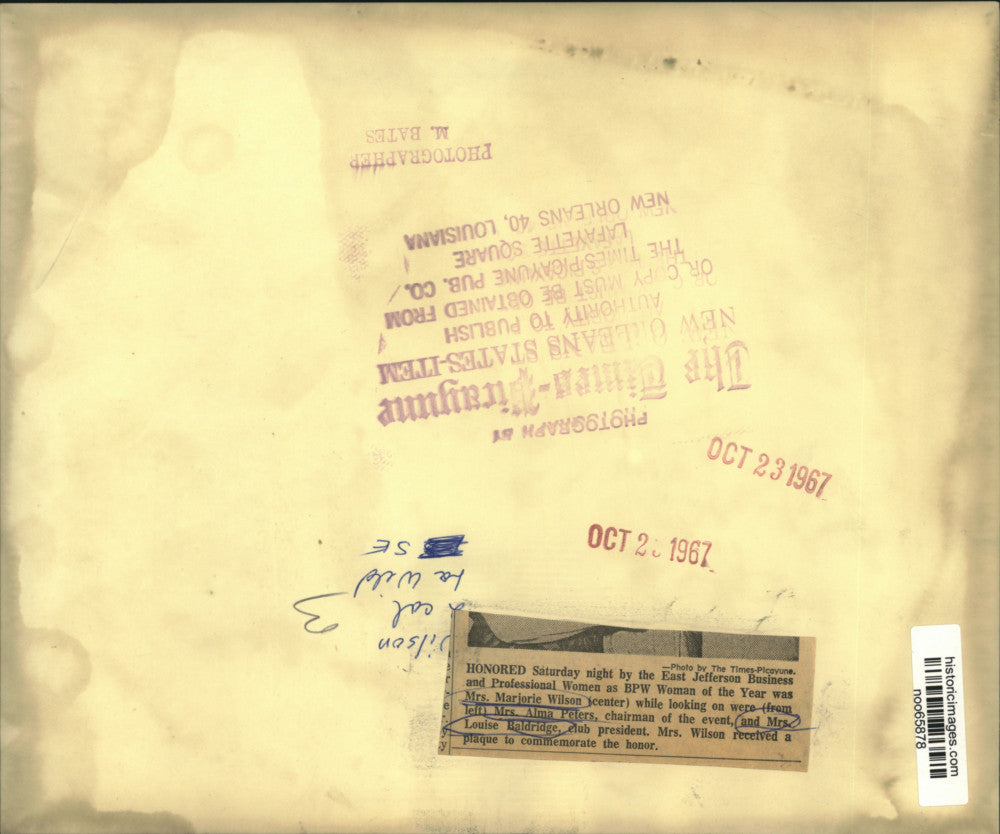 PHOTOGRAPHER
M. BATES
PHOTOGRAPH BY
The Times-Picayune
NEW ORLEANS STATES-ITEM
AUTHORITY TO PUBLISH
OR COPY MUST BE OBTAINED FROM
THE TIMES-PICAYUNE PUB. CO.
LAFAYETTE SQUARE
NEW ORLEANS 40, LOUISIANA
OCT 23 1967
OCT 2 1967
Wilson
2 col
3
SE
—Photo by The Times-Picayune.
HONORED Saturday night by the East Jefferson Business
and Professional Women as BPW Woman of the Year was
Mrs. Marjorie Wilson (center) while looking on were (from
left) Mrs. Alma Peters, chairman of the event, and Mrs.
Louise Baldridge, club president. Mrs. Wilson received a
plaque to commemorate the honor.
historicimages.com
noo65878